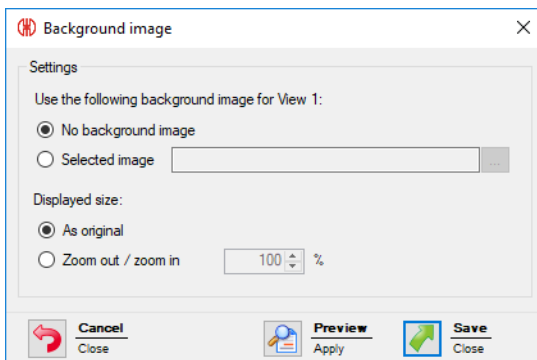 Background image
Settings
Use the following background image for View 1:
No background image
Selected image ...
Displayed size:
As original
Zoom out / zoom in 100 %
Cancel
Close
Preview
Apply
Save
Close